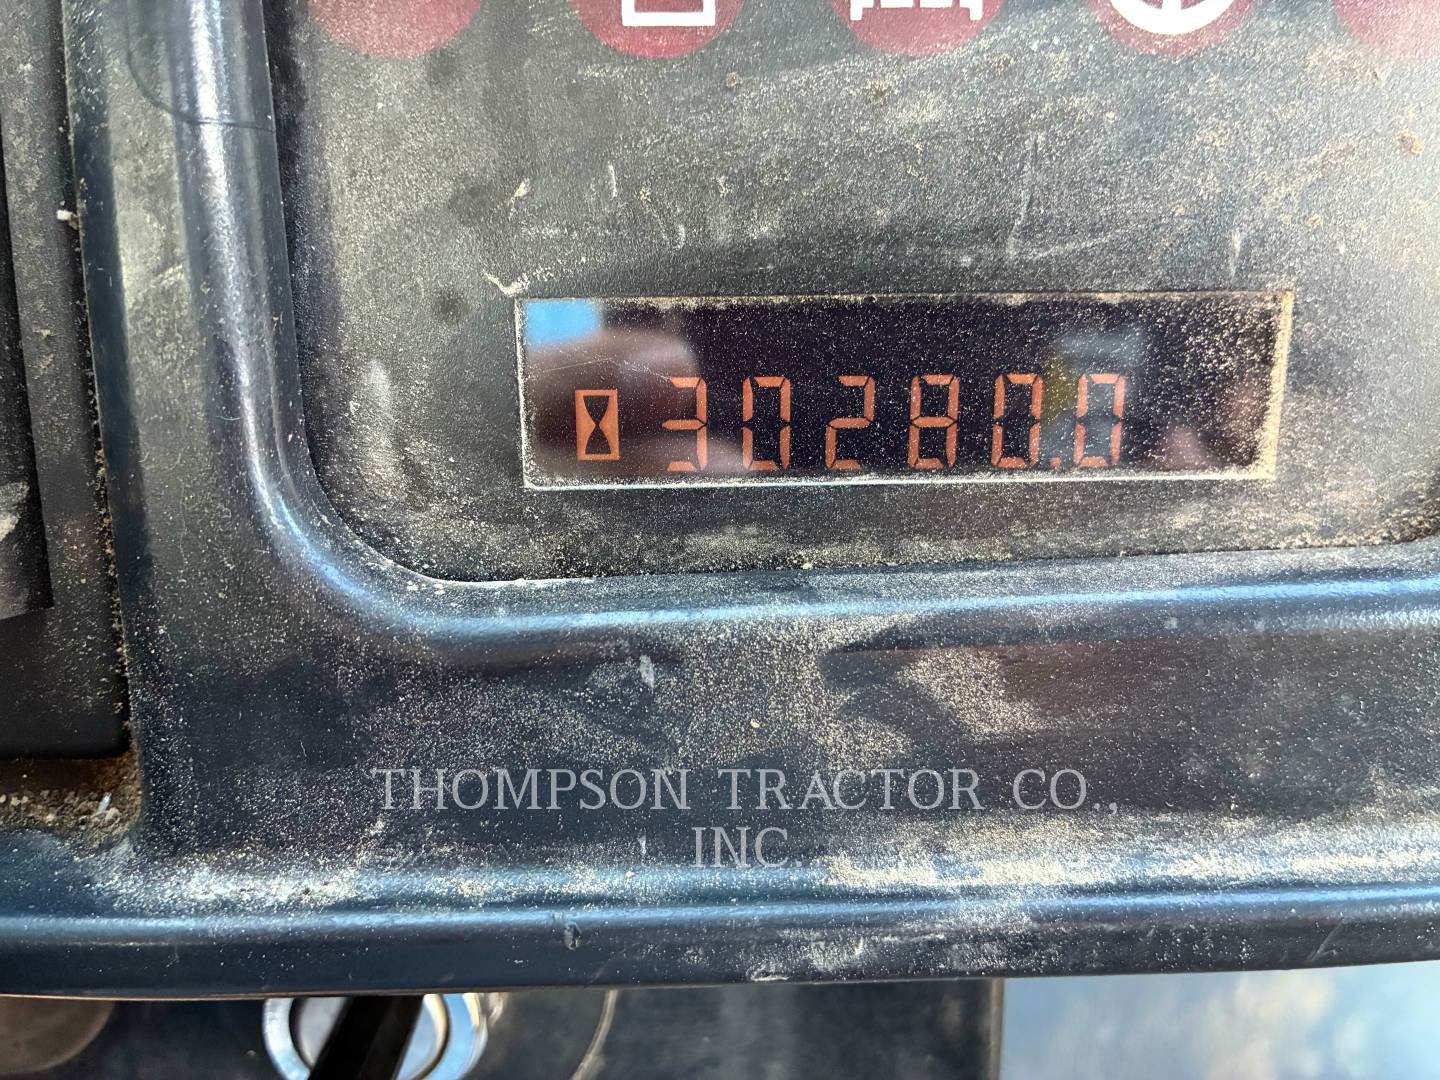 30280.0
THOMPSON TRACTOR CO.,
INC.